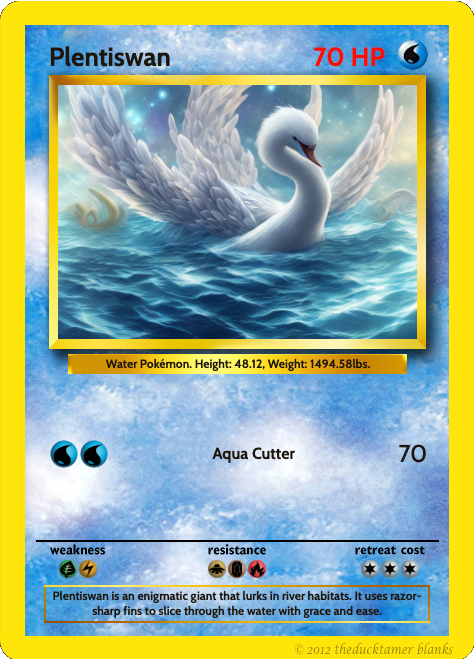 Plentiswan 70 HP
Water Pokémon. Height: 48.12, Weight: 1494.58lbs.
Aqua Cutter 70
weakness resistance retreat cost
Plentiswan is an enigmatic giant that lurks in river habitats. It uses razor-
sharp fins to slice through the water with grace and ease.
© 2012 theducktamer blanks